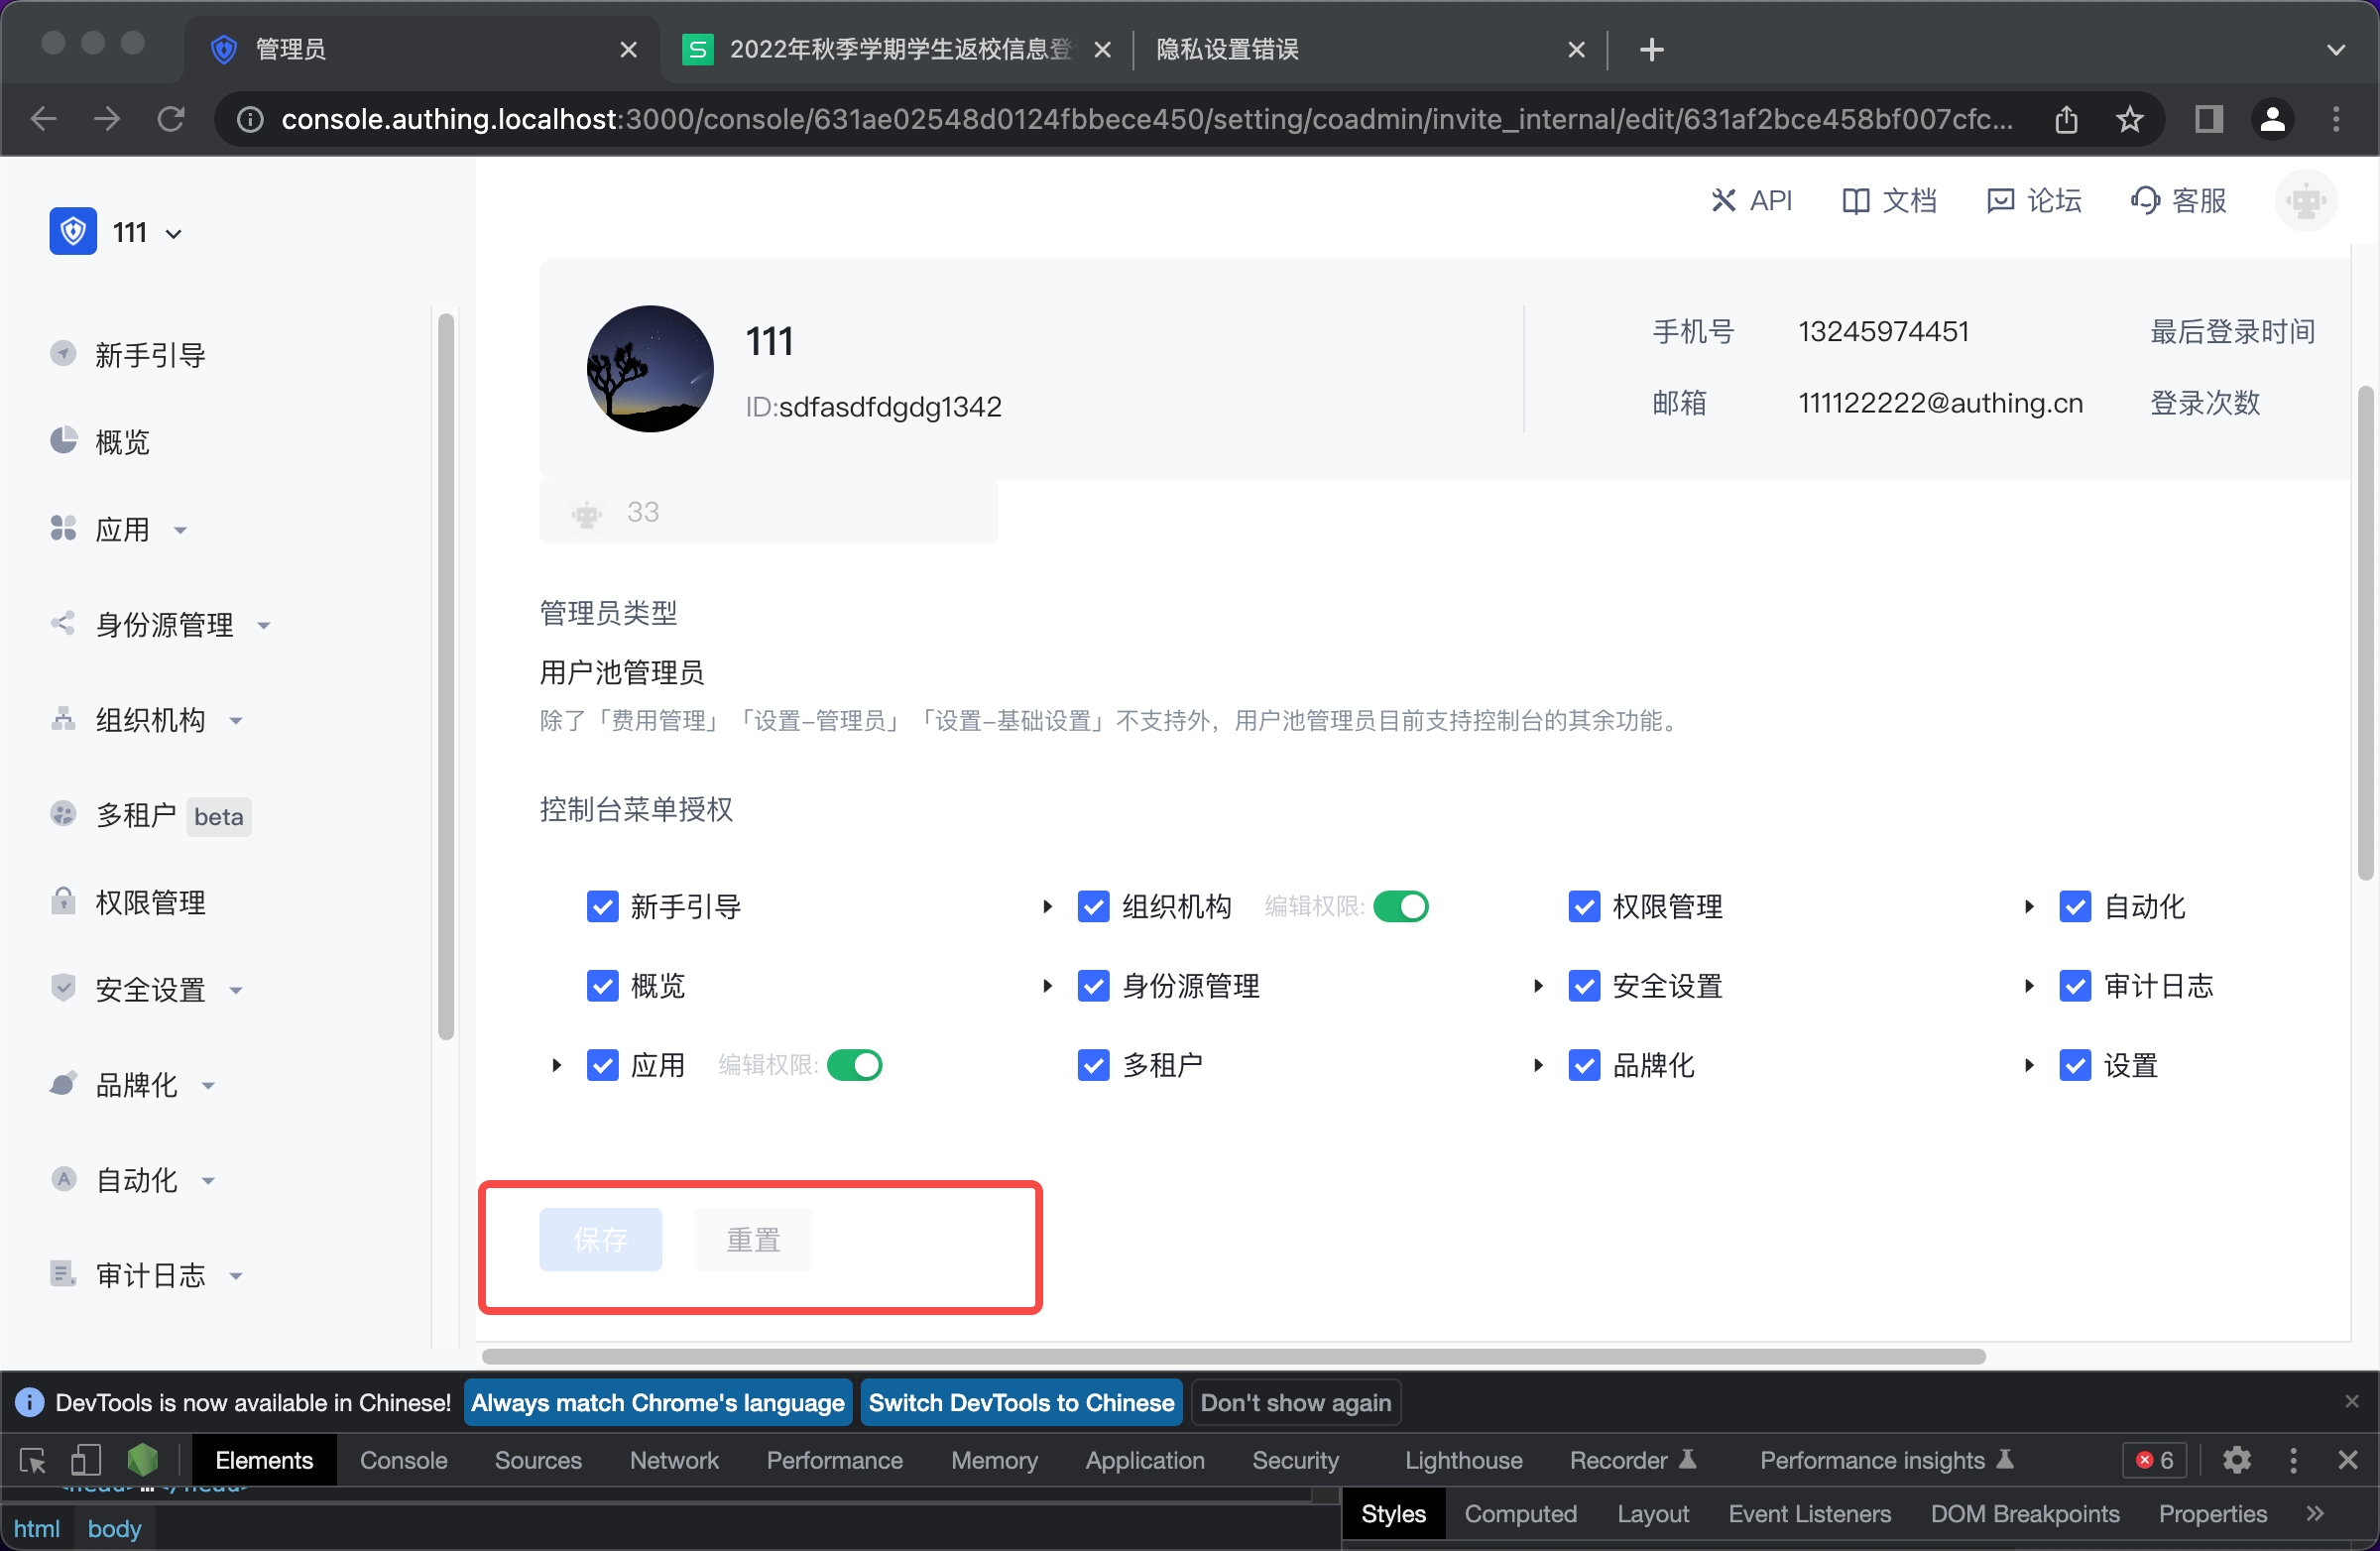 管理员
2022年秋季学期学生返校信息登
隐私设置错误
console.authing.localhost:3000/console/631ae02548d0124fbbece450/setting/coadmin/invite_internal/edit/631af2bce458bf007cfc...
API
文档
论坛
客服
111
新手引导
概览
应用
身份源管理
组织机构
多租户 beta
权限管理
安全设置
品牌化
自动化
审计日志
111
ID:sdfasdfdgdg1342
手机号 13245974451 最后登录时间
邮箱 111122222@authing.cn 登录次数
33
管理员类型
用户池管理员
除了「费用管理」「设置-管理员」「设置-基础设置」不支持外，用户池管理员目前支持控制台的其余功能。
控制台菜单授权
新手引导 组织机构 编辑权限: 权限管理 自动化
概览 身份源管理 安全设置 审计日志
应用 编辑权限: 多租户 品牌化 设置
保存 重置
DevTools is now available in Chinese! Always match Chrome's language Switch DevTools to Chinese Don't show again
Elements Console Sources Network Performance Memory Application Security Lighthouse Recorder Performance insights 6
html body
Styles Computed Layout Event Listeners DOM Breakpoints Properties